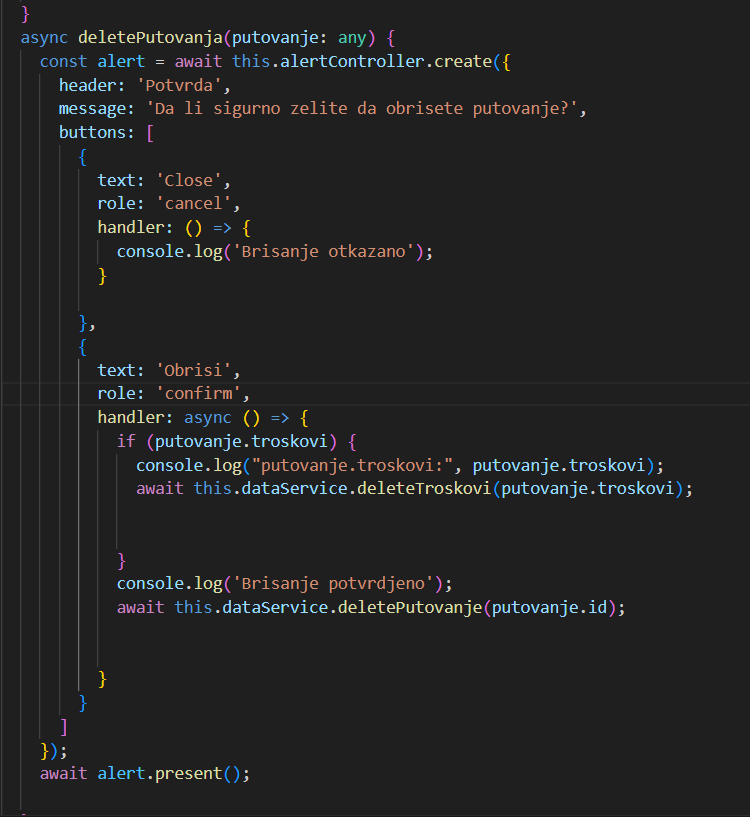 }
async deletePutovanja(putovanje: any) {
const alert = await this.alertController.create({
header: 'Potvrda',
message: 'Da li sigurno zelite da obrisete putovanje?',
buttons: [
{
text: 'Close',
role: 'cancel',
handler: () => {
console.log('Brisanje otkazano');
}
},
{
text: 'Obrisi',
role: 'confirm',
handler: async () => {
if (putovanje.troskovi) {
console.log("putovanje.troskovi:", putovanje.troskovi);
await this.dataService.deleteTroskovi(putovanje.troskovi);
}
console.log('Brisanje potvrdjeno');
await this.dataService.deletePutovanje(putovanje.id);
}
}
]
});
await alert.present();